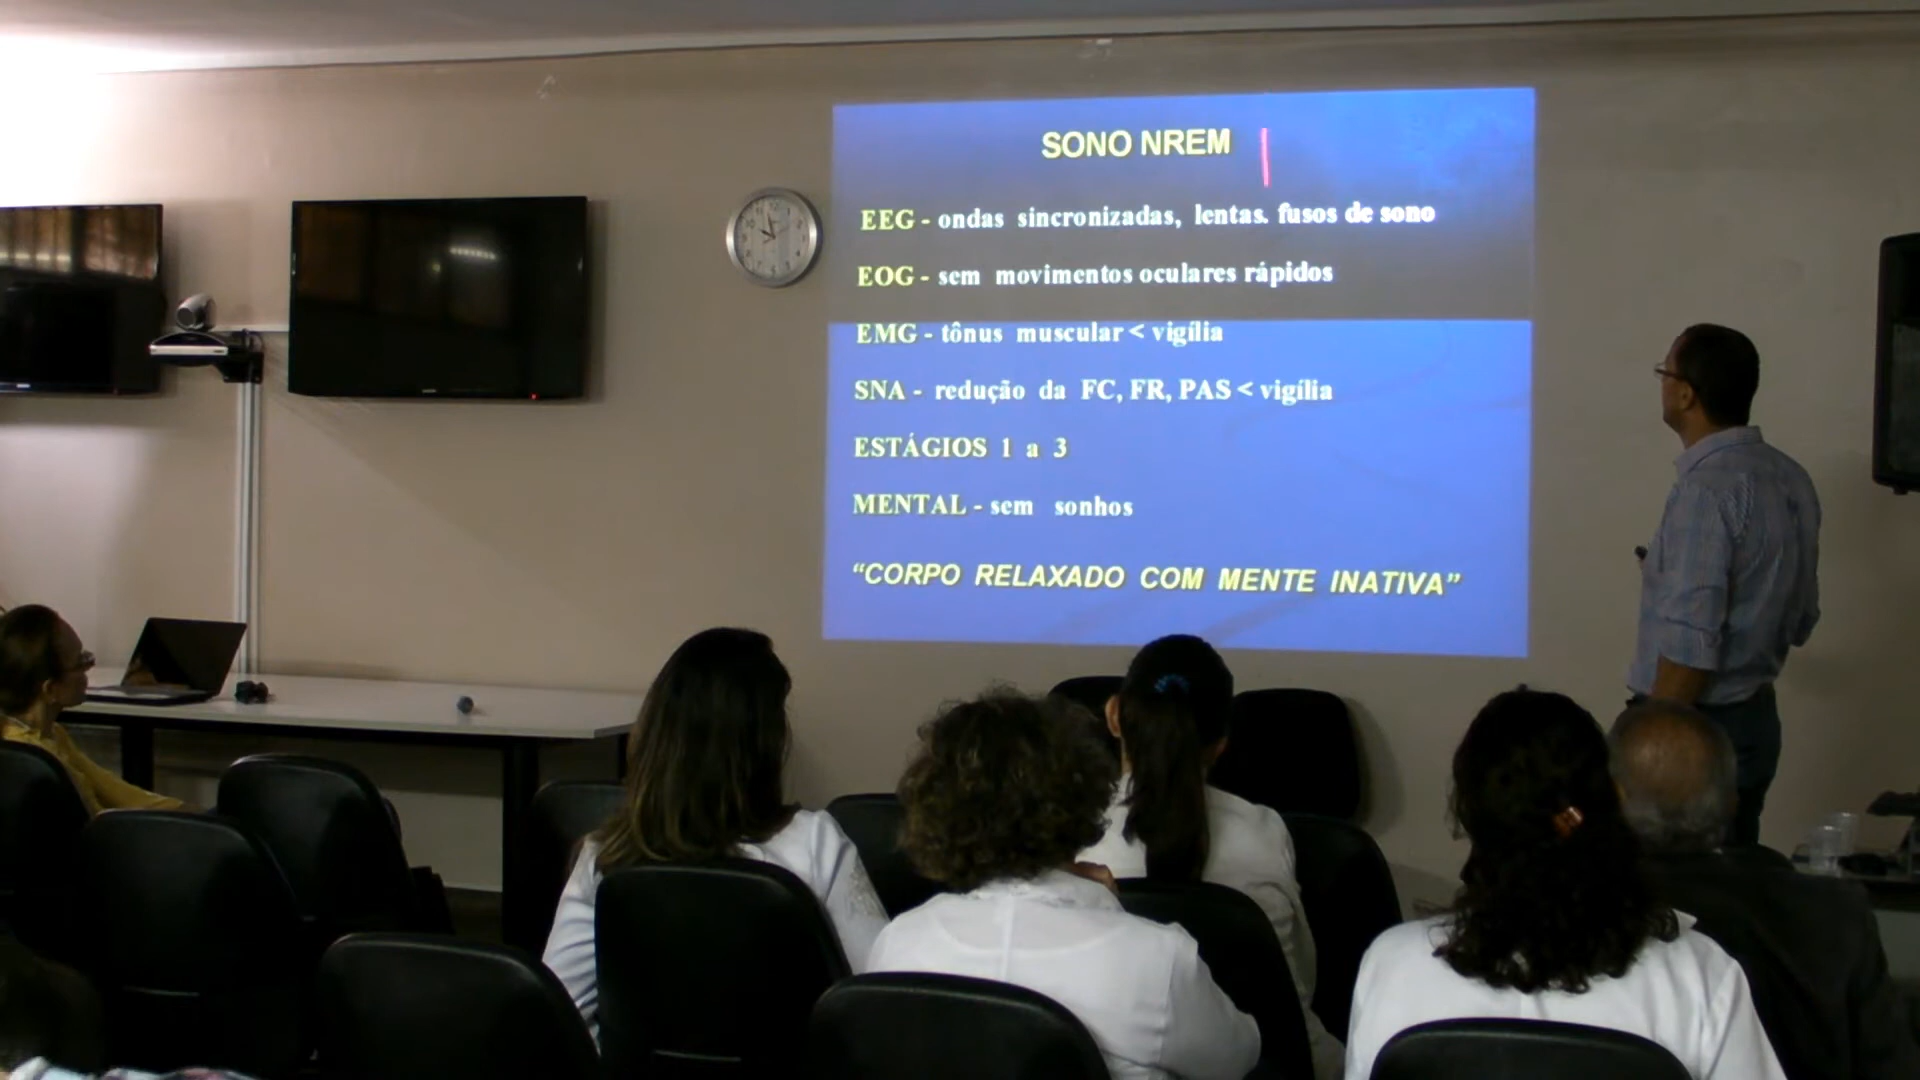 SONO NREM
EEG - ondas sincronizadas, lentas. fusos de sono
EOG - sem movimentos oculares rápidos
EMG - tônus muscular < vigília
SNA - redução da FC, FR, PAS < vigília
ESTÁGIOS 1 a 3
MENTAL - sem sonhos
“CORPO RELAXADO COM MENTE INATIVA”